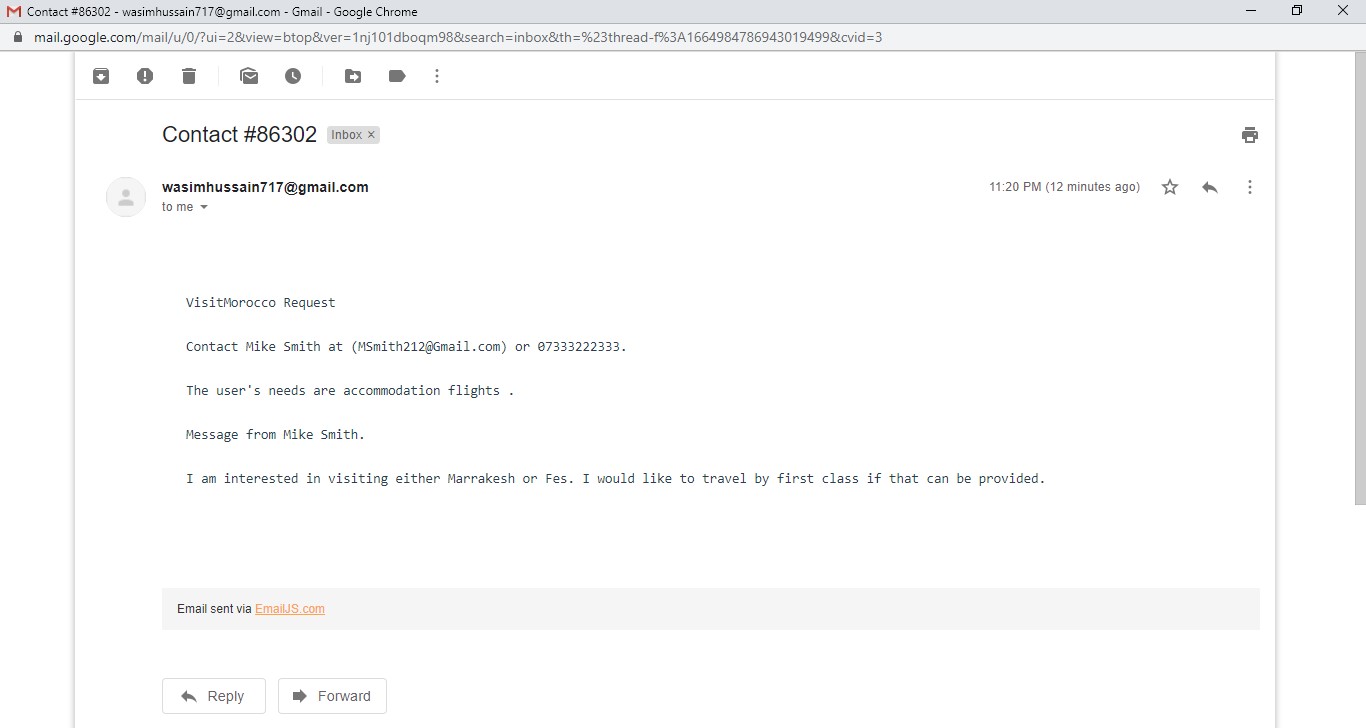 Contact #86302 - wasimhussain717@gmail.com - Gmail - Google Chrome
mail.google.com/mail/u/0/?ui=2&view=btop&ver=1nj101dboqm98&search=inbox&th=%23thread-f%3A1664984786943019499&cvid=3
Contact #86302 Inbox ×
wasimhussain717@gmail.com 11:20 PM (12 minutes ago)
to me
VisitMorocco Request
Contact Mike Smith at (MSmith212@Gmail.com) or 07333222333.
The user's needs are accommodation flights .
Message from Mike Smith.
I am interested in visiting either Marrakesh or Fes. I would like to travel by first class if that can be provided.
Email sent via EmailJS.com
Reply Forward